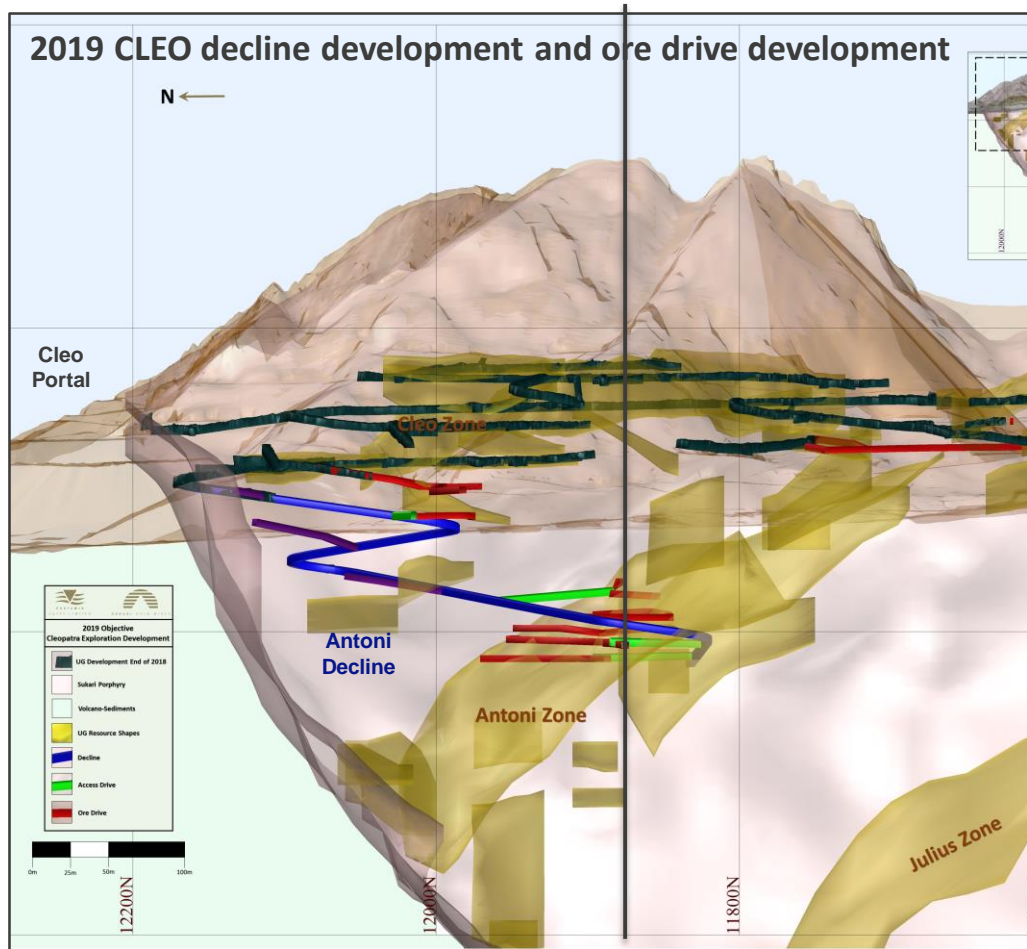 2019 CLEO decline development and ore drive development
N
Cleo
Portal
Cleo Zone
12000N
Antoni
Decline
Antoni Zone
Julius Zone
2019 Objective
Cleopatra Exploration Development
UG Development End of 2018
Sukari Porphyry
Volcano-Sediments
UG Resource Shapes
Decline
Access Drive
Ore Drive
0m 25m 50m 100m
12200N
12000N
11800N